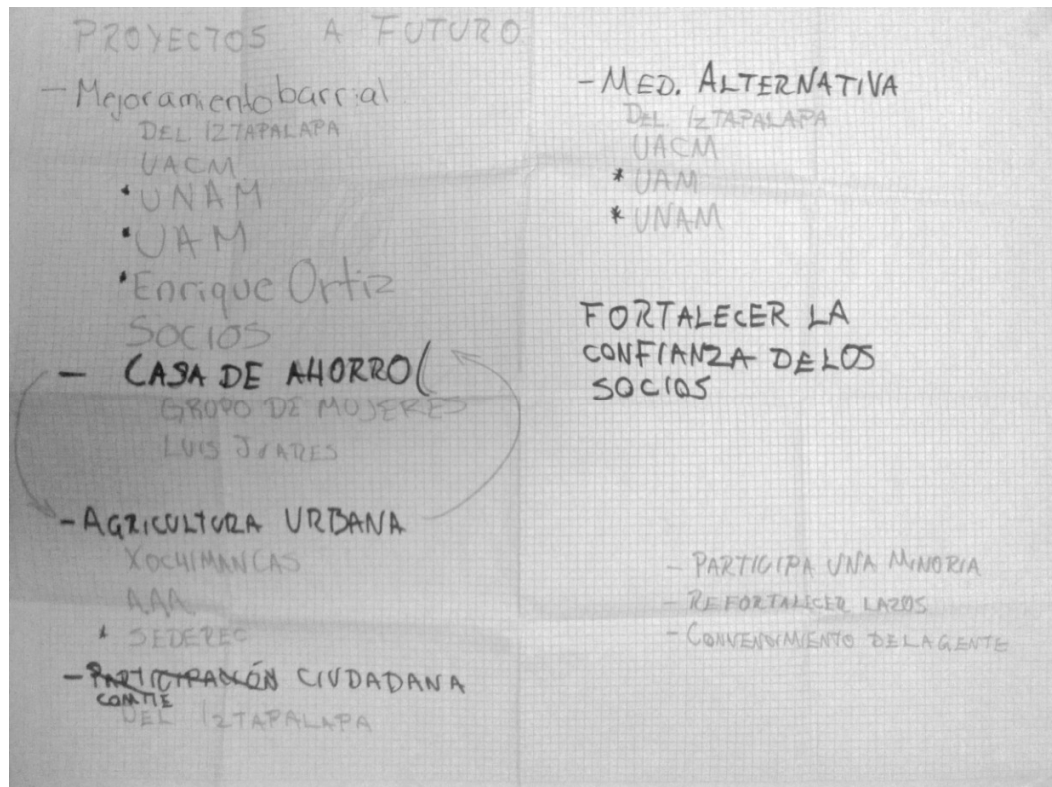 PROYECTOS A FUTURO
- Mejoramiento barrial
DEL IZTAPALAPA
UACM
* UNAM
* UAM
* Enrique Ortiz
SOCIOS
- CASA DE AHORRO
GRUPO DE MUJERES
LUIS JUARES
- AGRICULTURA URBANA
XOCHIMANCAS
AAA
* SEDEREC
- PARTICIPACIÓN CIUDADANA
COMITE
DEL IZTAPALAPA
- MED. ALTERNATIVA
DEL IZTAPALAPA
UACM
* UAM
* UNAM
FORTALECER LA
CONFIANZA DE LOS
SOCIOS
- PARTICIPA UNA MINORIA
- REFORTALECER LAZOS
- CONVENCIMIENTO DE LA GENTE